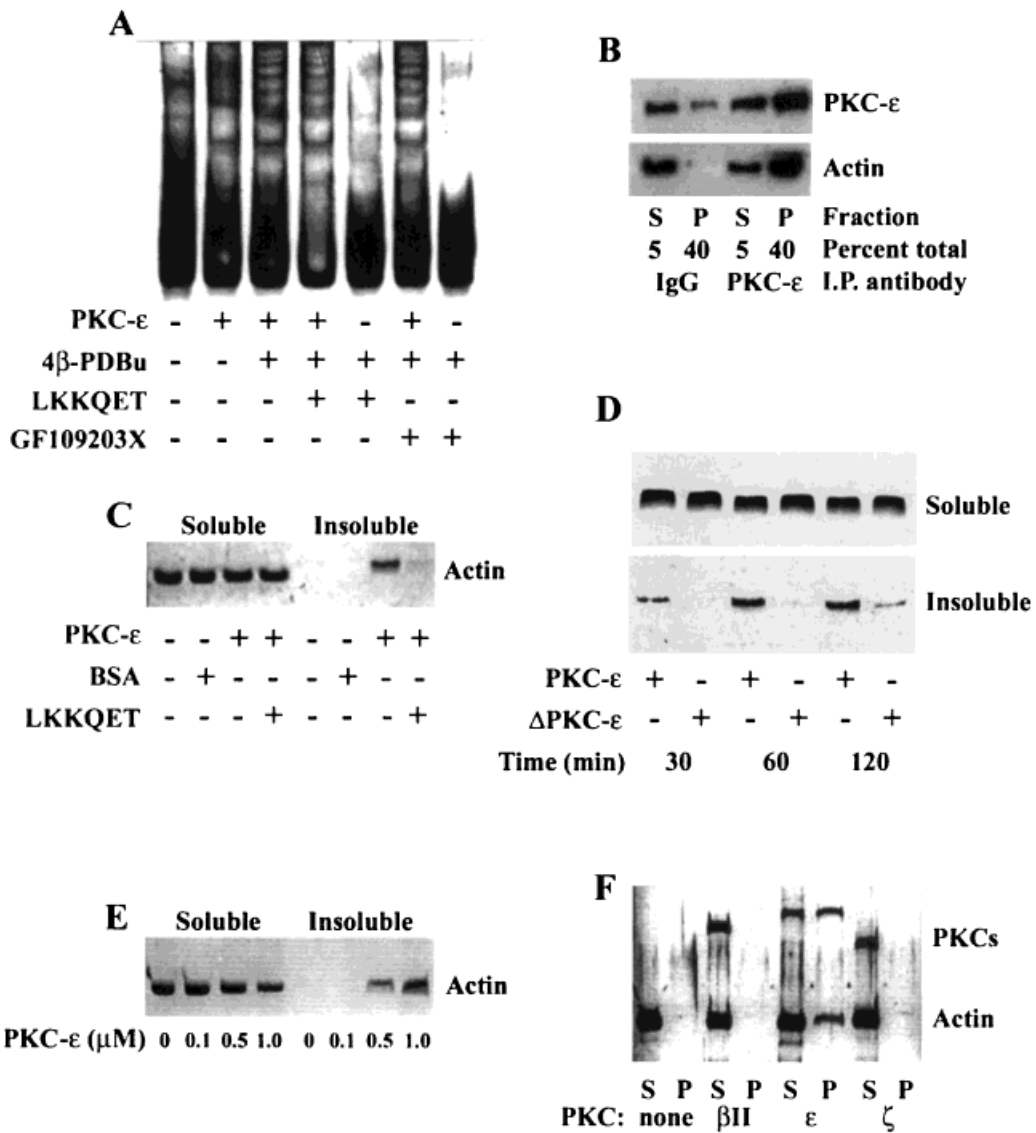 A
PKC-ε - + + + - + -
4β-PDBu - - + + + + +
LKKQET - - - + + - -
GF109203X - - - - - + +
B
PKC-ε
Actin
S P S P Fraction
5 40 5 40 Percent total
IgG PKC-ε I.P. antibody
C
Soluble Insoluble
Actin
PKC-ε - - + + - - + +
BSA - + - - - + - -
LKKQET - - - + - - - +
D
Soluble
Insoluble
PKC-ε + - + - + -
ΔPKC-ε - + - + - +
Time (min) 30 60 120
E
Soluble Insoluble
Actin
PKC-ε (μM) 0 0.1 0.5 1.0 0 0.1 0.5 1.0
F
PKCs
Actin
S P S P S P S P
PKC: none βII ε ζ